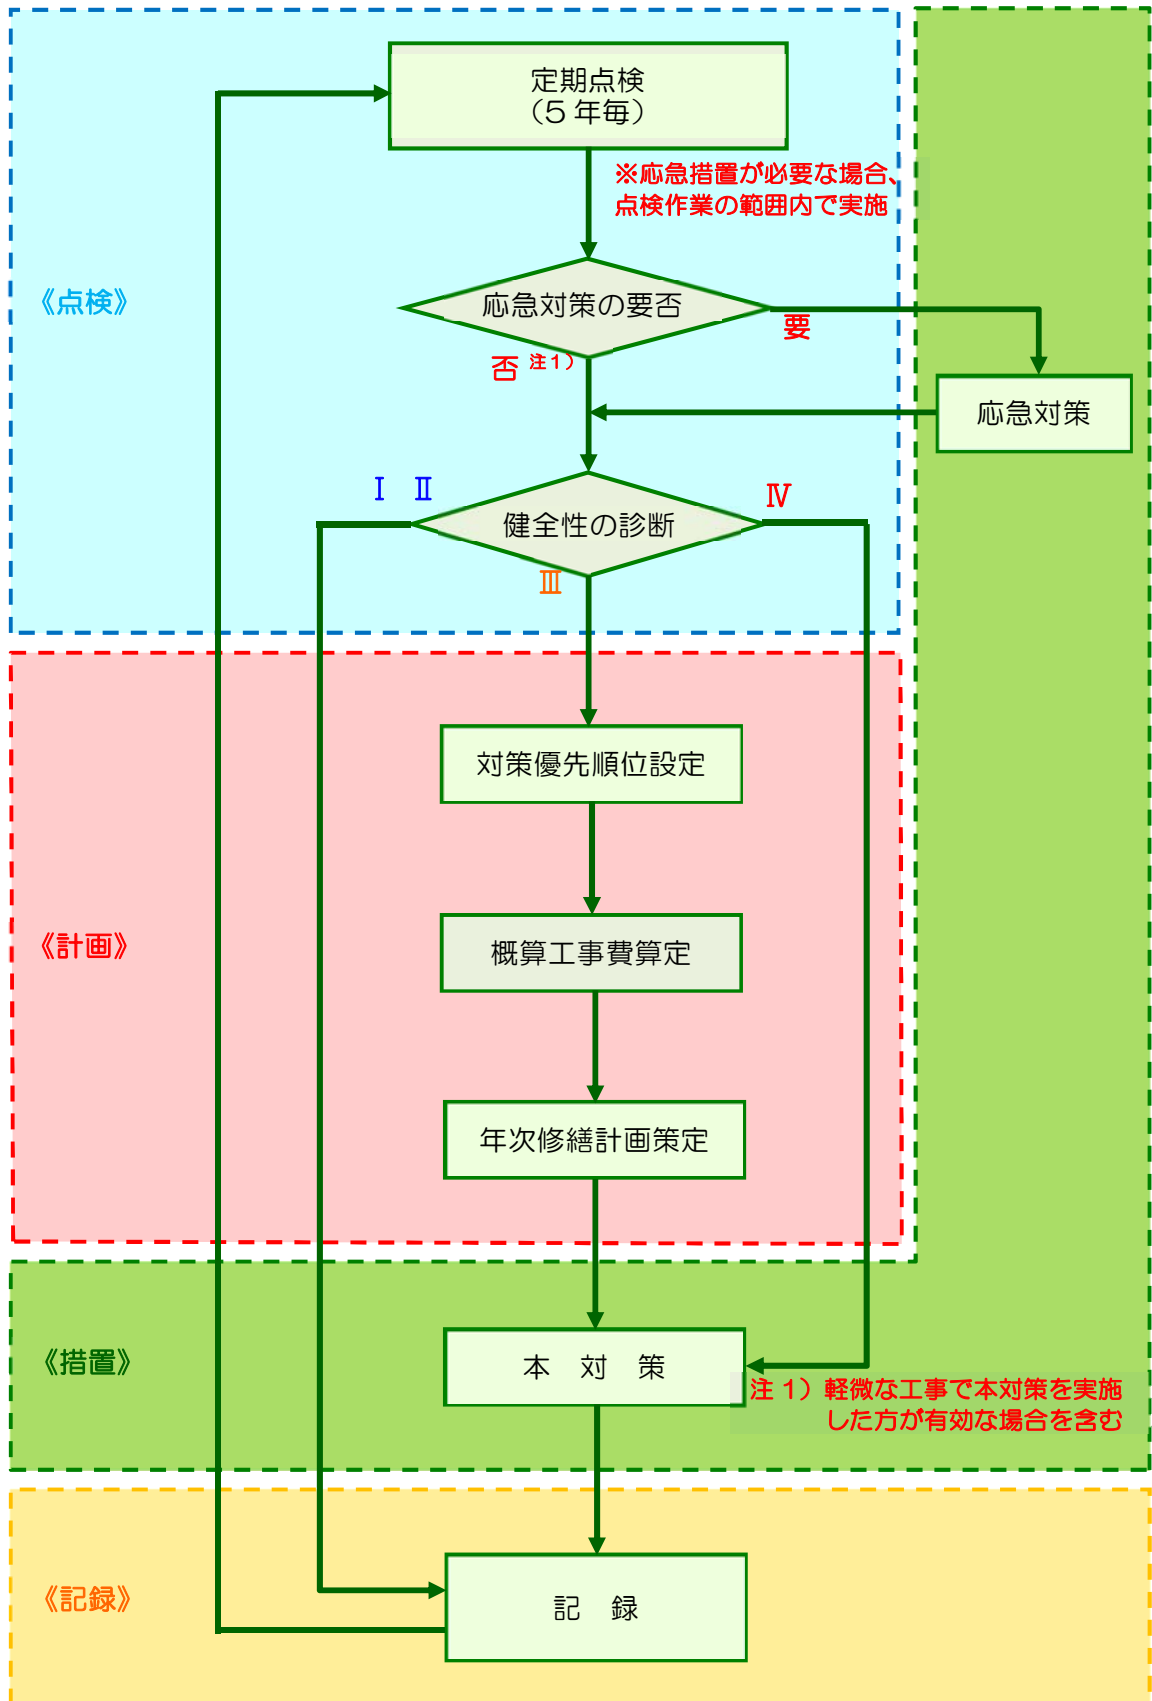 定期点検
（５年毎）
※応急措置が必要な場合、
点検作業の範囲内で実施
《点検》
応急対策の要否
要
否 注1）
応急対策
Ⅰ　Ⅱ
Ⅳ
健全性の診断
Ⅲ
対策優先順位設定
《計画》
概算工事費算定
年次修繕計画策定
《措置》
本　対　策
注 1）軽微な工事で本対策を実施
した方が有効な場合を含む
《記録》
記　録